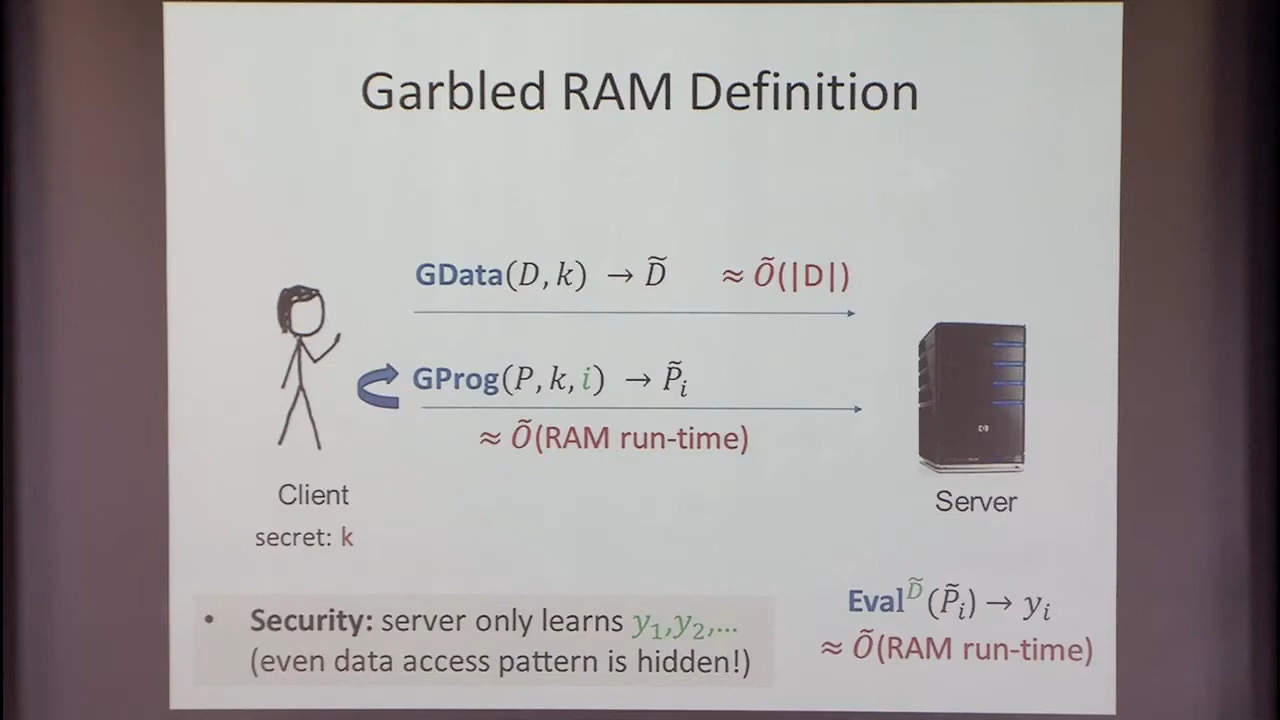 Garbled RAM Definition
GData(D, k) → D̃ ≈ Õ(|D|)
GProg(P, k, i) → P̃ᵢ
≈ Õ(RAM run-time)
Client
secret: k
Server
• Security: server only learns y₁,y₂,...
(even data access pattern is hidden!)
Eval^D̃(P̃ᵢ) → yᵢ
≈ Õ(RAM run-time)
hp